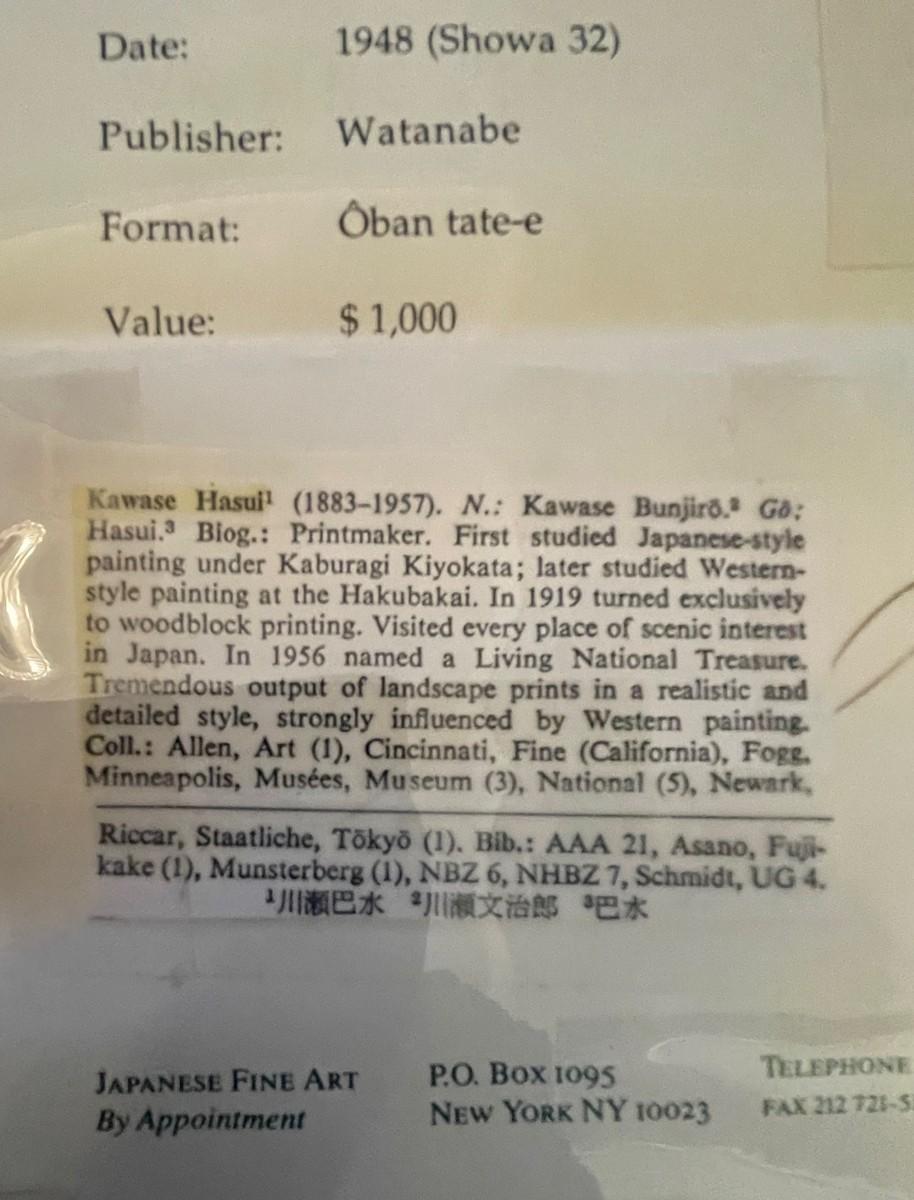 Date: 1948 (Showa 32)
Publisher: Watanabe
Format: Ôban tate-e
Value: $ 1,000
Kawase Hasui¹ (1883–1957). N.: Kawase Bunjirō.² Gō:
Hasui.³ Biog.: Printmaker. First studied Japanese-style
painting under Kaburagi Kiyokata; later studied Western-
style painting at the Hakubakai. In 1919 turned exclusively
to woodblock printing. Visited every place of scenic interest
in Japan. In 1956 named a Living National Treasure.
Tremendous output of landscape prints in a realistic and
detailed style, strongly influenced by Western painting.
Coll.: Allen, Art (1), Cincinnati, Fine (California), Fogg,
Minneapolis, Musées, Museum (3), National (5), Newark,
Riccar, Staatliche, Tōkyō (1). Bib.: AAA 21, Asano, Fuji-
kake (1), Munsterberg (1), NBZ 6, NHBZ 7, Schmidt, UG 4.
¹川瀬巴水 ²川瀬文治郎 ³巴水
JAPANESE FINE ART P.O. BOX 1095 TELEPHONE
By Appointment NEW YORK NY 10023 FAX 212 721-5